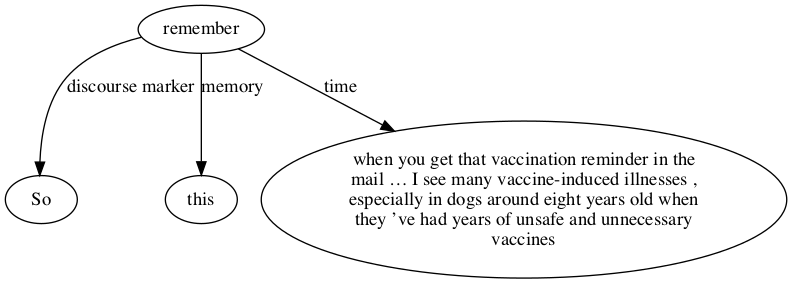 remember
discourse marker
memory
time
So
this
when you get that vaccination reminder in the
mail … I see many vaccine-induced illnesses ,
especially in dogs around eight years old when
they ’ve had years of unsafe and unnecessary
vaccines